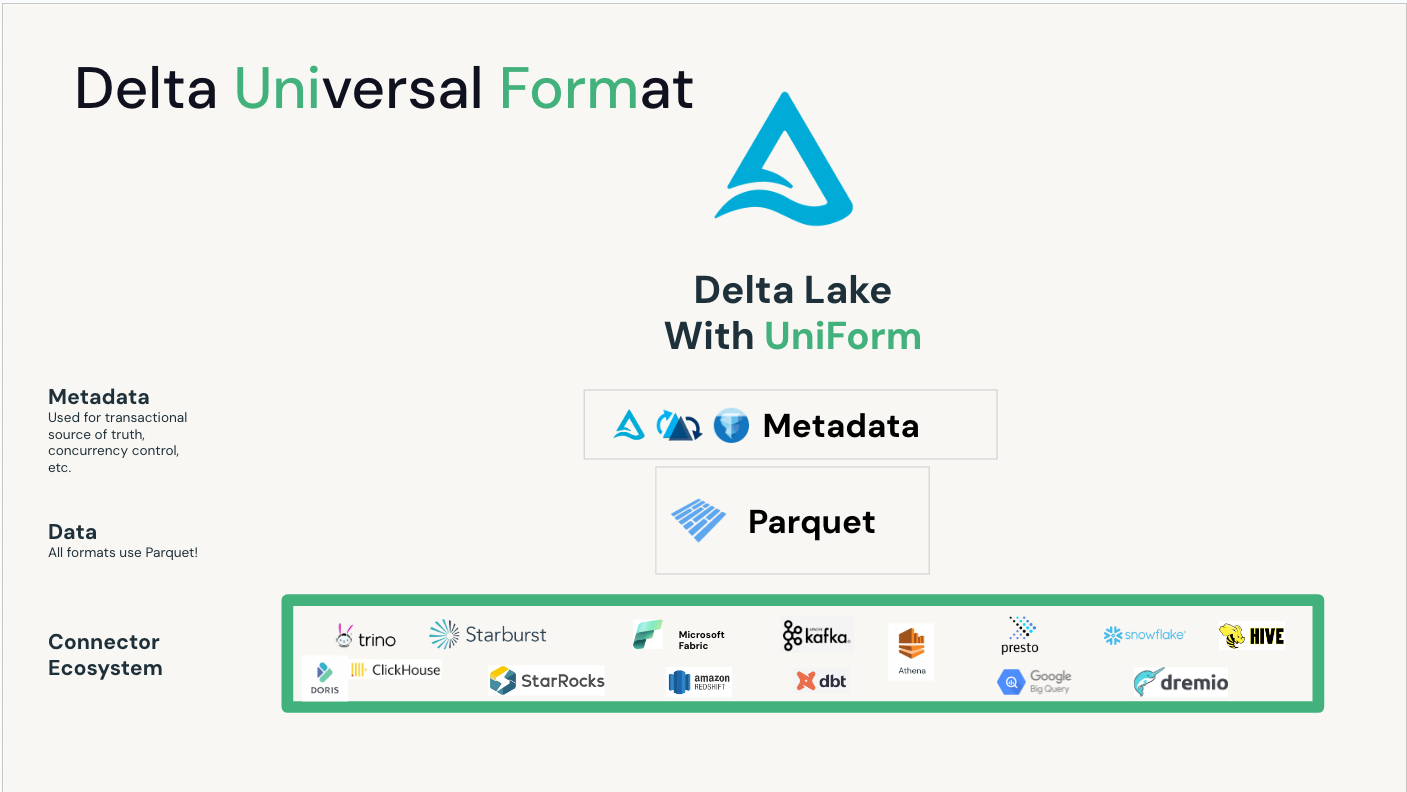 Delta Universal Format
Delta Lake
With UniForm
Metadata
Used for transactional
source of truth,
concurrency control,
etc.
Metadata
Data
All formats use Parquet!
Parquet
Connector
Ecosystem
trino
Starburst
Microsoft
Fabric
APACHE
kafka®
Athena
presto
snowflake®
HIVE
DORIS
ClickHouse
StarRocks
amazon
REDSHIFT
dbt
Google
Big Query
dremio